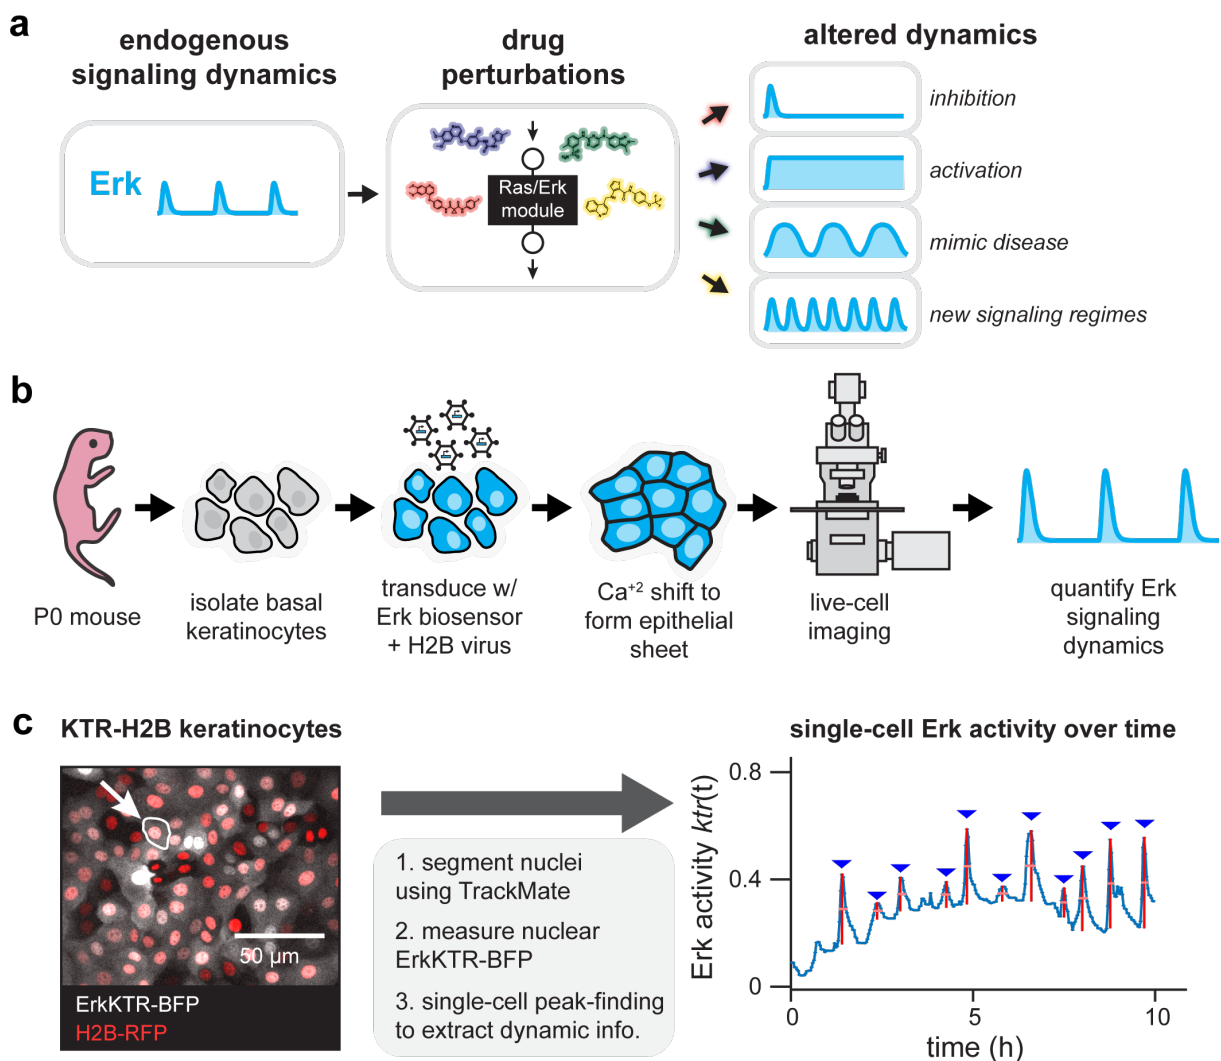 a
endogenous
signaling dynamics
drug
perturbations
altered dynamics
Erk
Ras/Erk
module
inhibition
activation
mimic disease
new signaling regimes
b
P0 mouse
isolate basal
keratinocytes
transduce w/
Erk biosensor
+ H2B virus
Ca+2 shift to
form epithelial
sheet
live-cell
imaging
quantify Erk
signaling
dynamics
c
KTR-H2B keratinocytes
50 μm
ErkKTR-BFP
H2B-RFP
1. segment nuclei
using TrackMate
2. measure nuclear
ErkKTR-BFP
3. single-cell peak-finding
to extract dynamic info.
single-cell Erk activity over time
Erk activity ktr(t)
0.8
0.4
0
0
5
10
time (h)